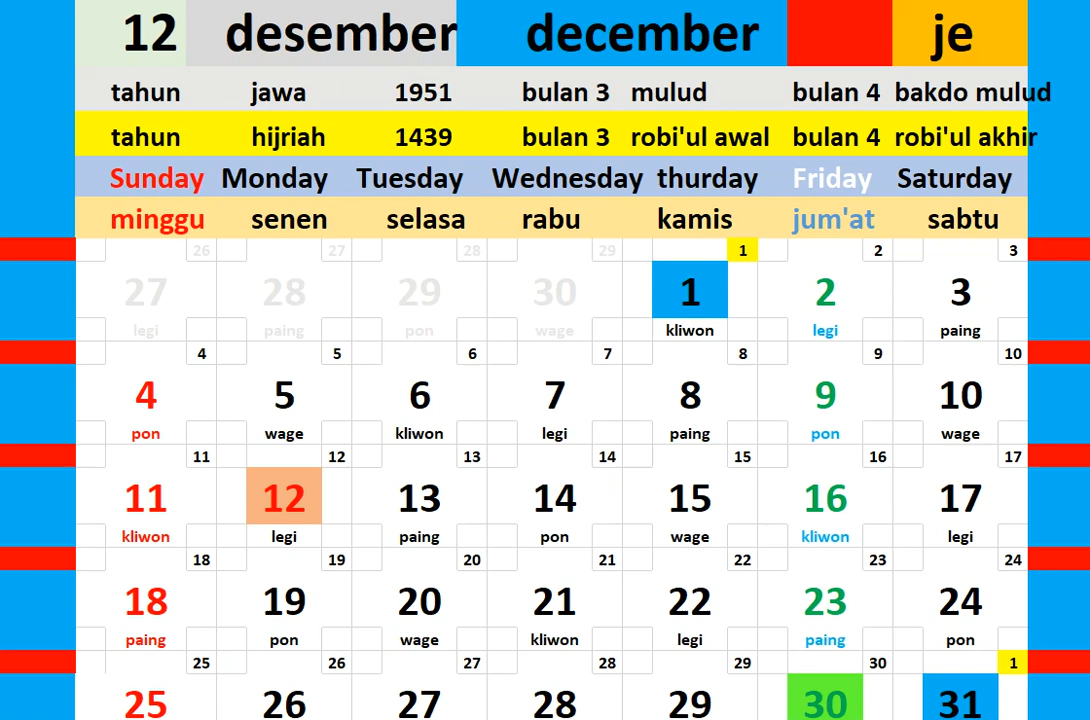 12 desember december je
tahun jawa 1951 bulan 3 mulud bulan 4 bakdo mulud
tahun hijriah 1439 bulan 3 robi'ul awal bulan 4 robi'ul akhir
Sunday Monday Tuesday Wednesday thurday Friday Saturday
minggu senen selasa rabu kamis jum'at sabtu
26 27 28 29 1 2 3
27 28 29 30 1 2 3
legi paing pon wage kliwon legi paing
4 5 6 7 8 9 10
4 5 6 7 8 9 10
pon wage kliwon legi paing pon wage
11 12 13 14 15 16 17
11 12 13 14 15 16 17
kliwon legi paing pon wage kliwon legi
18 19 20 21 22 23 24
18 19 20 21 22 23 24
paing pon wage kliwon legi paing pon
25 26 27 28 29 30 1
25 26 27 28 29 30 31